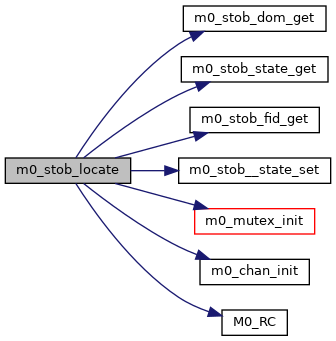 m0_stob_dom_get
m0_stob_state_get
m0_stob_fid_get
m0_stob_locate
m0_stob__state_set
m0_mutex_init
m0_chan_init
M0_RC